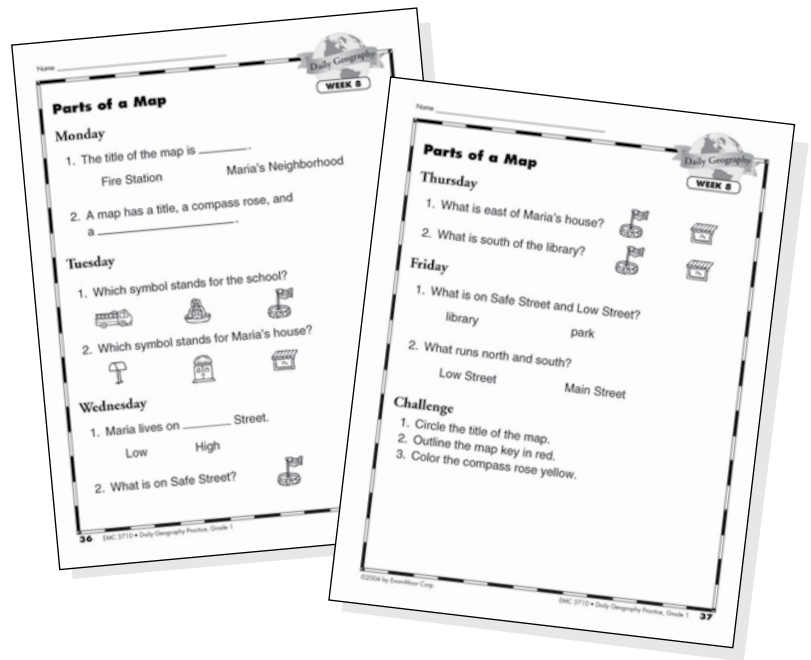 Name
Daily Geography
WEEK 8
Parts of a Map
Monday
1. The title of the map is ________.
Fire Station Maria's Neighborhood
2. A map has a title, a compass rose, and
a ______________________.
Tuesday
1. Which symbol stands for the school?
2. Which symbol stands for Maria's house?
Wednesday
1. Maria lives on ________ Street.
Low High
2. What is on Safe Street?
36 EMC 3710 • Daily Geography Practice, Grade 1
Name
Daily Geography
WEEK 8
Parts of a Map
Thursday
1. What is east of Maria's house?
2. What is south of the library?
Friday
1. What is on Safe Street and Low Street?
library park
2. What runs north and south?
Low Street Main Street
Challenge
1. Circle the title of the map.
2. Outline the map key in red.
3. Color the compass rose yellow.
©2004 by Evan-Moor Corp. EMC 3710 • Daily Geography Practice, Grade 1 37